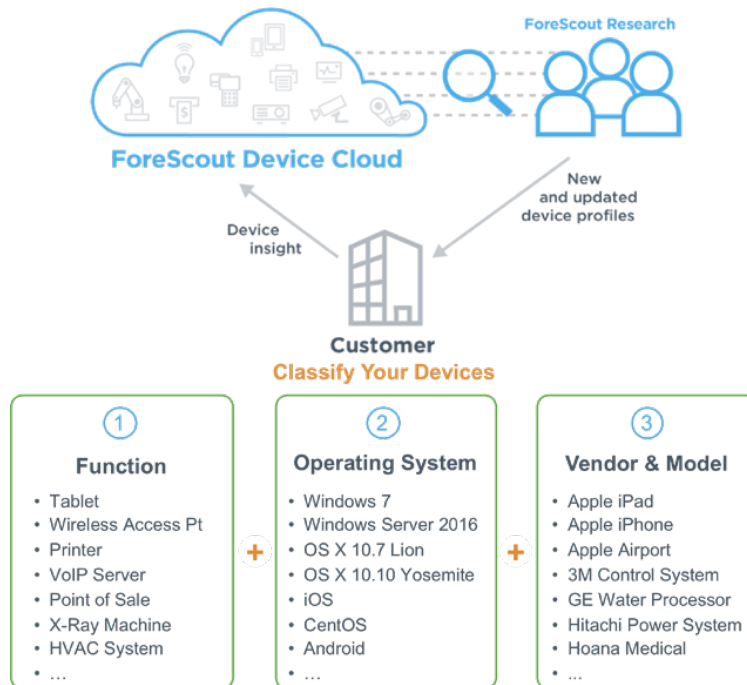 ForeScout Research
$
ForeScout Device Cloud
New
and updated
device profiles
Device
insight
Customer
Classify Your Devices
1
Function
• Tablet
• Wireless Access Pt
• Printer
• VoIP Server
• Point of Sale
• X-Ray Machine
• HVAC System
• …
+
2
Operating System
• Windows 7
• Windows Server 2016
• OS X 10.7 Lion
• OS X 10.10 Yosemite
• iOS
• CentOS
• Android
• …
+
3
Vendor & Model
• Apple iPad
• Apple iPhone
• Apple Airport
• 3M Control System
• GE Water Processor
• Hitachi Power System
• Hoana Medical
• ...